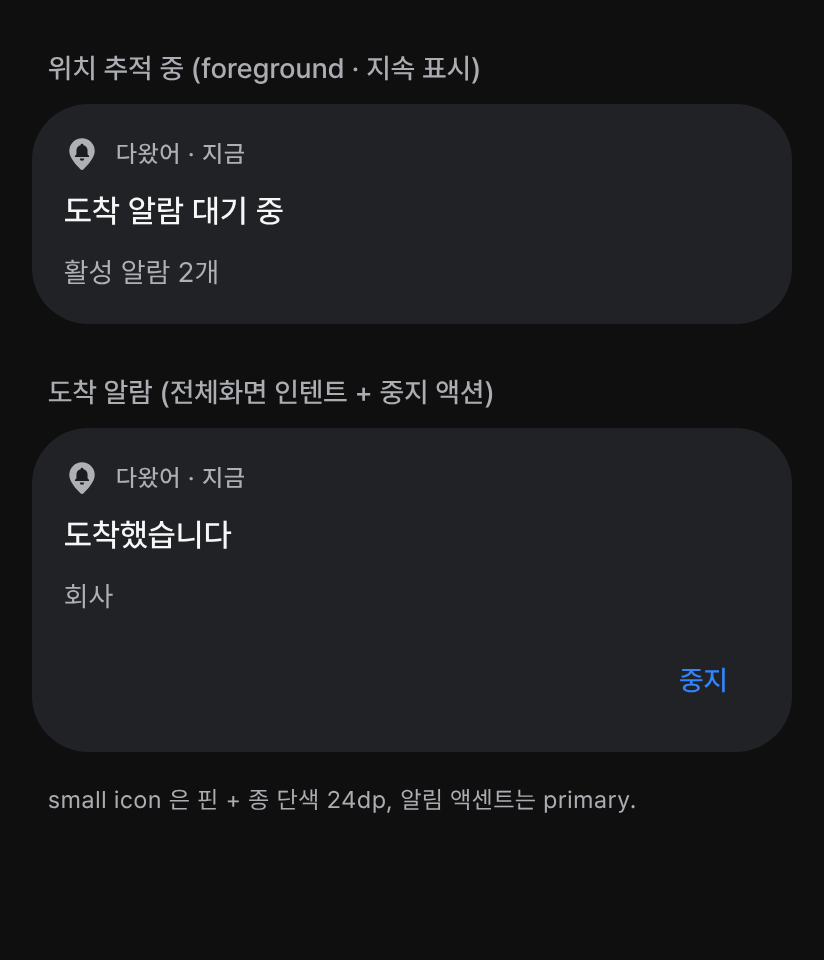 위치 추적 중 (foreground · 지속 표시)
다왔어 · 지금
도착 알람 대기 중
활성 알람 2개
도착 알람 (전체화면 인텐트 + 중지 액션)
다왔어 · 지금
도착했습니다
회사
중지
small icon 은 핀 + 종 단색 24dp, 알림 액센트는 primary.